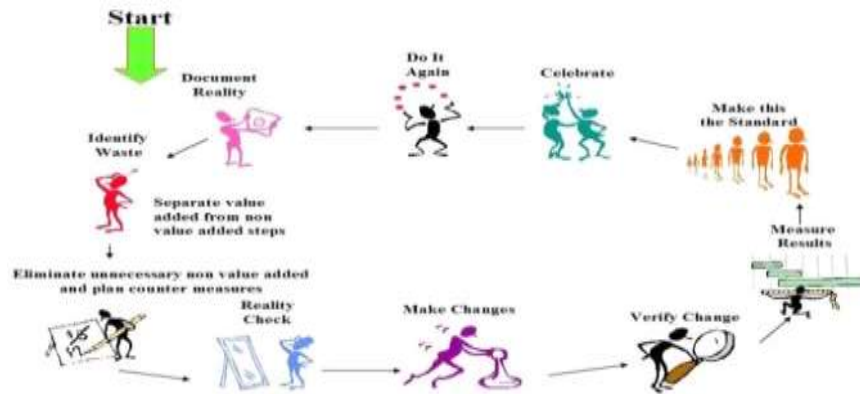 Start
Document
Reality
Identify
Waste
Separate value
added from non
value added steps
Eliminate unnecessary non value added
and plan counter measures
Reality
Check
Make Changes
Verify Change
Measure
Results
Make this
the Standard
Celebrate
Do It
Again